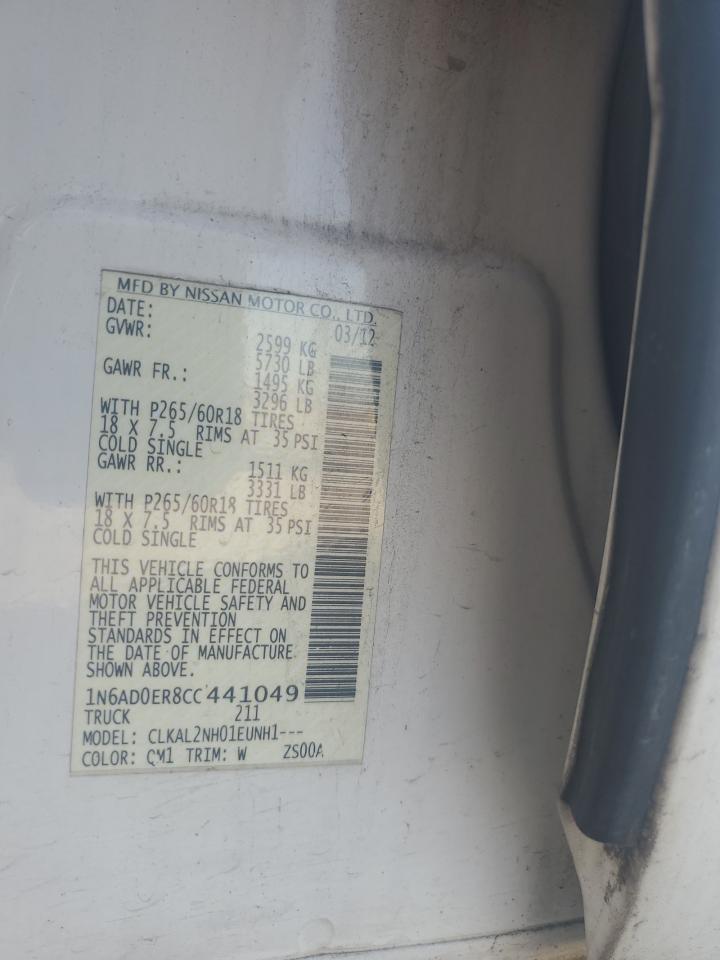 MFD BY NISSAN MOTOR CO., LTD.
DATE: 03/12
GVWR: 2599 KG
5730 LB
GAWR FR.: 1495 KG
3296 LB
WITH P265/60R18 TIRES
18 X 7.5 RIMS AT 35 PSI
COLD SINGLE
GAWR RR.: 1511 KG
3331 LB
WITH P265/60R18 TIRES
18 X 7.5 RIMS AT 35 PSI
COLD SINGLE
THIS VEHICLE CONFORMS TO
ALL APPLICABLE FEDERAL
MOTOR VEHICLE SAFETY AND
THEFT PREVENTION
STANDARDS IN EFFECT ON
THE DATE OF MANUFACTURE
SHOWN ABOVE.
1N6AD0ER8CC 441049
TRUCK 211
MODEL: CLKAL2NH01EUNH1---
COLOR: QM1 TRIM: W ZS00A